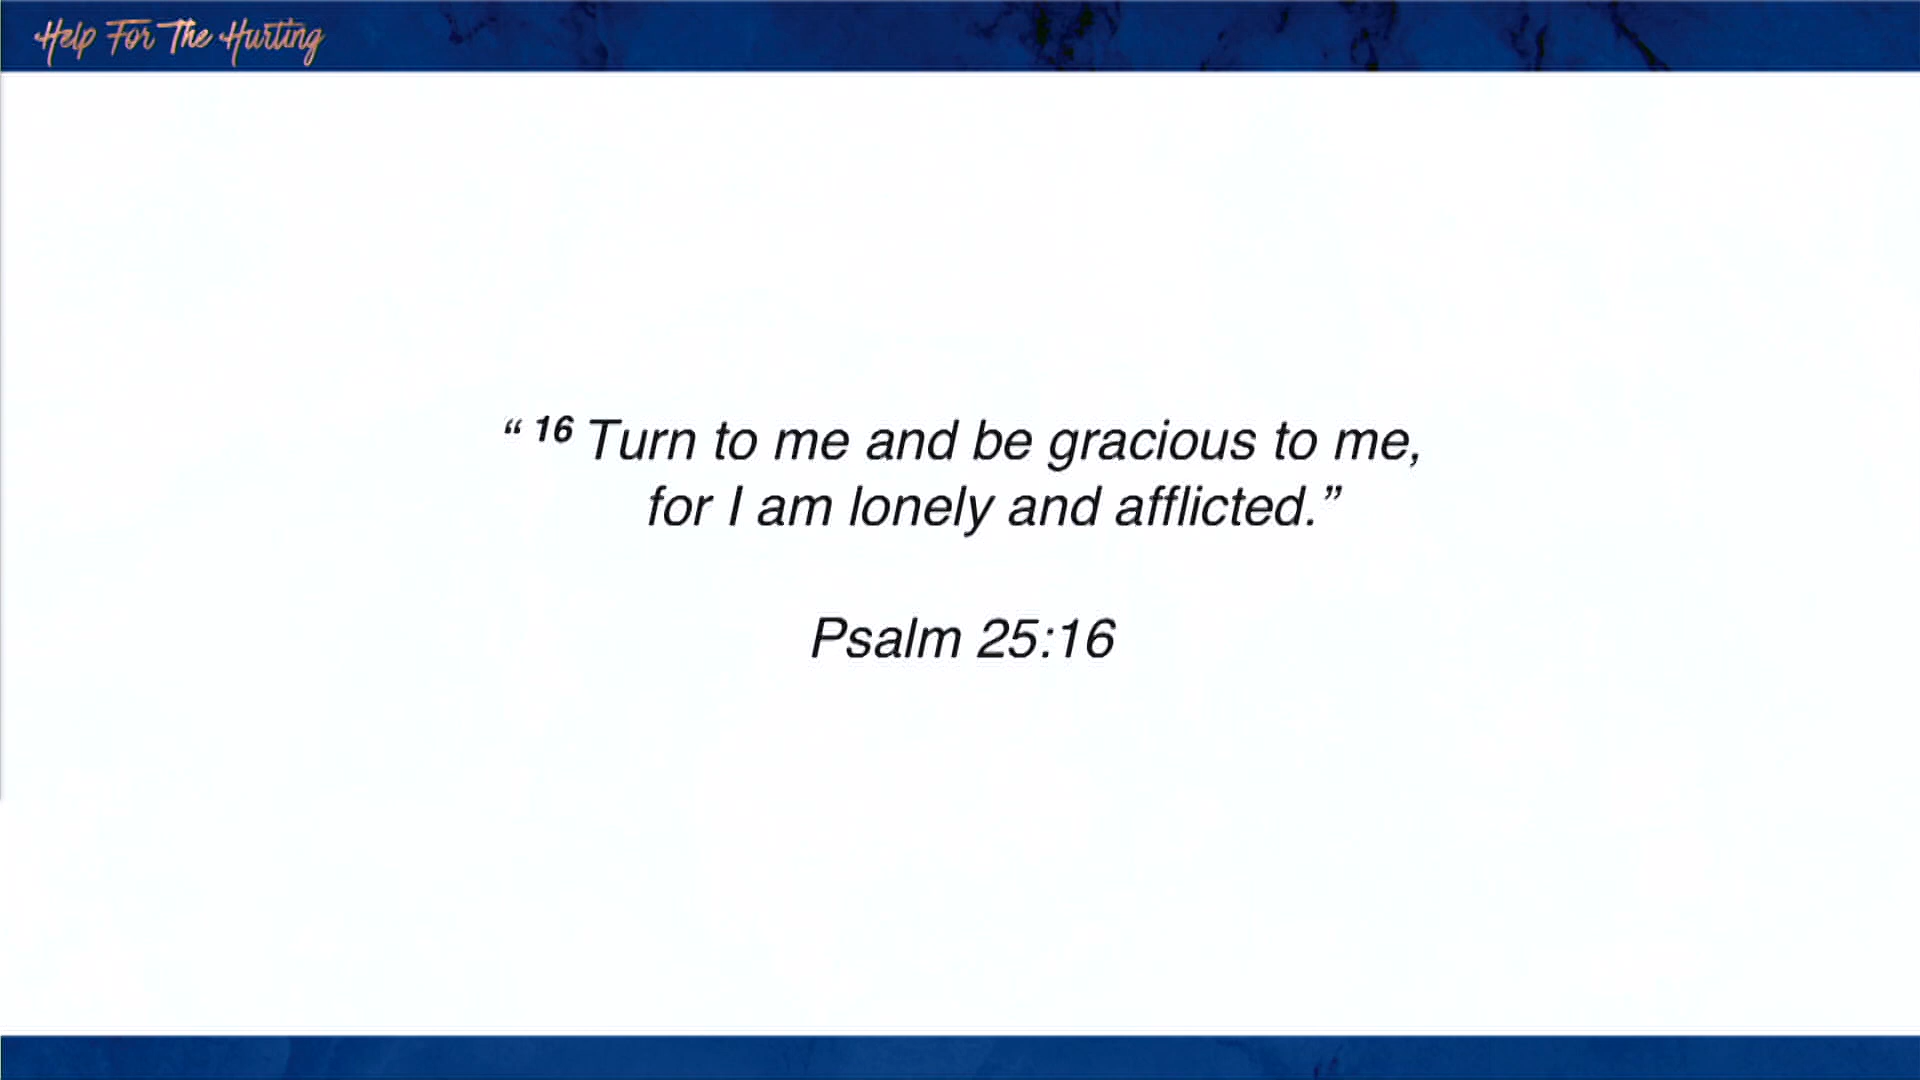 Help For The Hurting
“ 16 Turn to me and be gracious to me,
for I am lonely and afflicted.”
Psalm 25:16